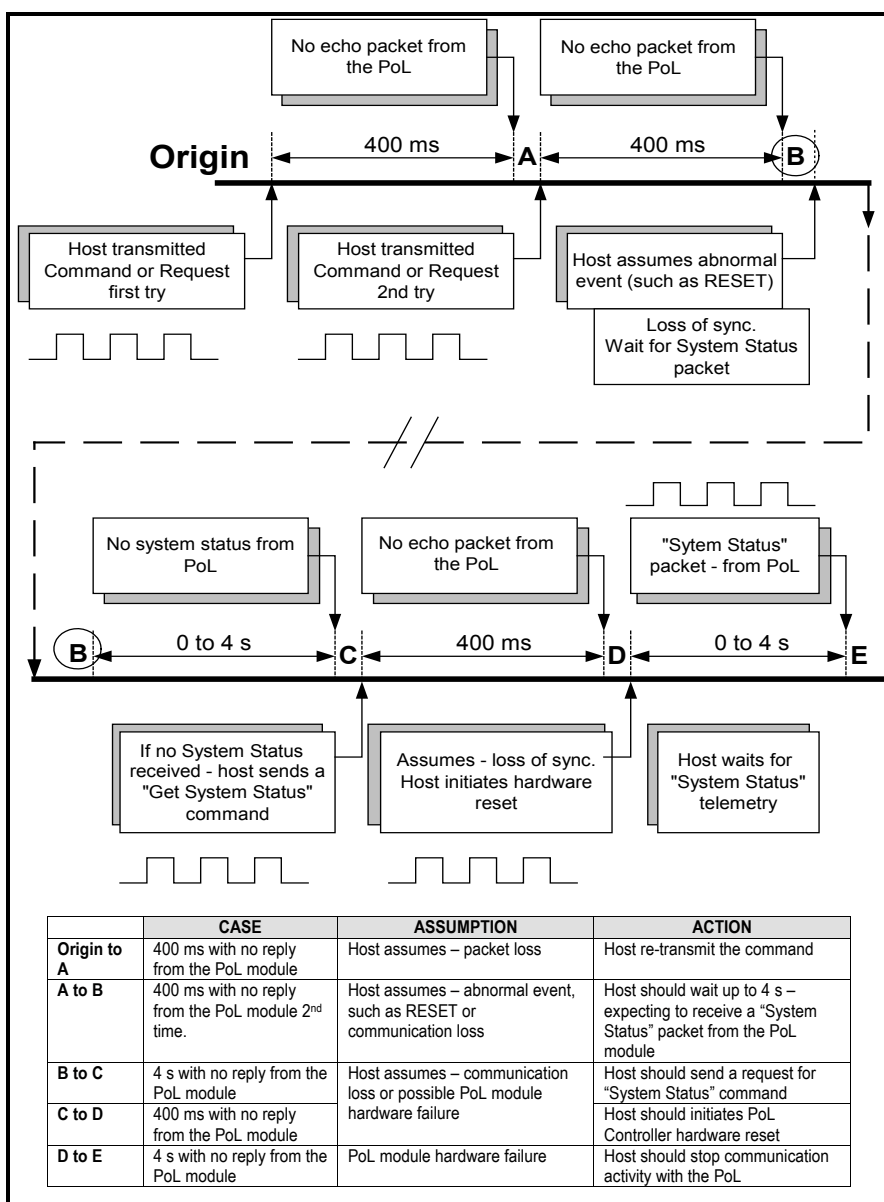 No echo packet from
the PoL
No echo packet from
the PoL
Origin
400 ms
A
400 ms
B
Host transmitted
Command or Request
first try
Host transmitted
Command or Request
2nd try
Host assumes abnormal
event (such as RESET)
Loss of sync.
Wait for System Status
packet
No system status from
PoL
No echo packet from
the PoL
"Sytem Status"
packet - from PoL
B
0 to 4 s
C
400 ms
D
0 to 4 s
E
If no System Status
received - host sends a
"Get System Status"
command
Assumes - loss of sync.
Host initiates hardware
reset
Host waits for
"System Status"
telemetry
CASE
ASSUMPTION
ACTION
Origin to
A
400 ms with no reply
from the PoL module
Host assumes – packet loss
Host re-transmit the command
A to B
400 ms with no reply
from the PoL module 2nd
time.
Host assumes – abnormal event,
such as RESET or
communication loss
Host should wait up to 4 s –
expecting to receive a “System
Status” packet from the PoL
module
B to C
4 s with no reply from the
PoL module
Host assumes – communication
loss or possible PoL module
hardware failure
Host should send a request for
“System Status” command
C to D
400 ms with no reply
from the PoL module
Host should initiates PoL
Controller hardware reset
D to E
4 s with no reply from the
PoL module
PoL module hardware failure
Host should stop communication
activity with the PoL